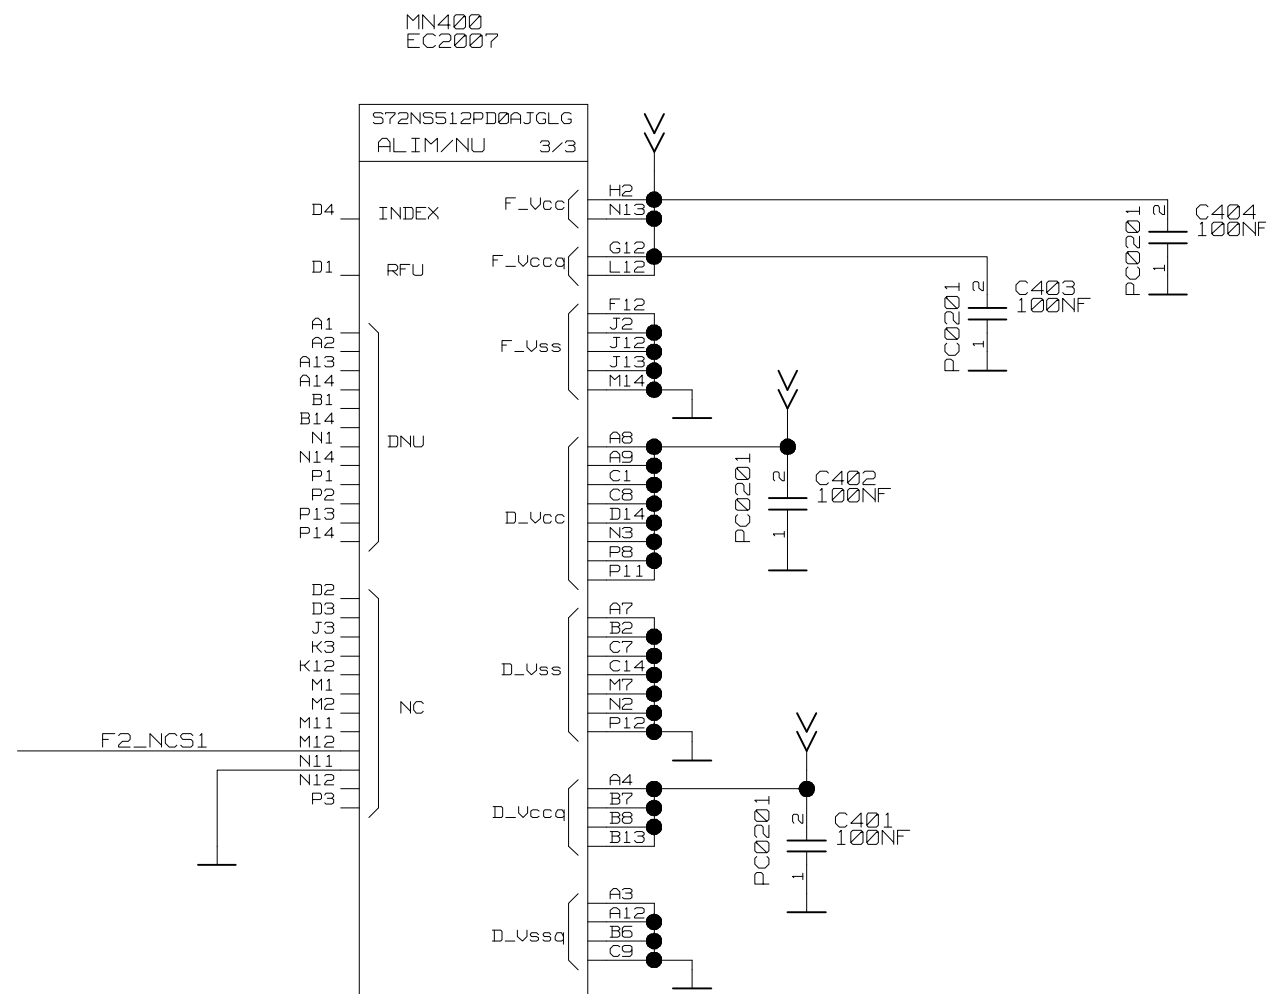 MN400
EC2007
S72NS512PD0AJGLG
ALIM/NU 3/3
D4 INDEX
D1 RFU
A1
A2
A13
A14
B1
B14
N1
N14
P1
P2
P13
P14
DNU
D2
D3
J3
K3
K12
M1
M2
M11
M12
N11
N12
P3
NC
F2_NCS1
F_Vcc
H2
N13
F_Vccq
G12
L12
F_Vss
F12
J2
J12
J13
M14
D_Vcc
A8
A9
C1
C8
D14
N3
P8
P11
D_Vss
A7
B2
C7
C14
M7
N2
P12
D_Vccq
A4
B7
B8
B13
D_Vssq
A3
A12
B6
C9
PC0201
2
1
C404
100NF
PC0201
2
1
C403
100NF
PC0201
2
1
C402
100NF
PC0201
2
1
C401
100NF